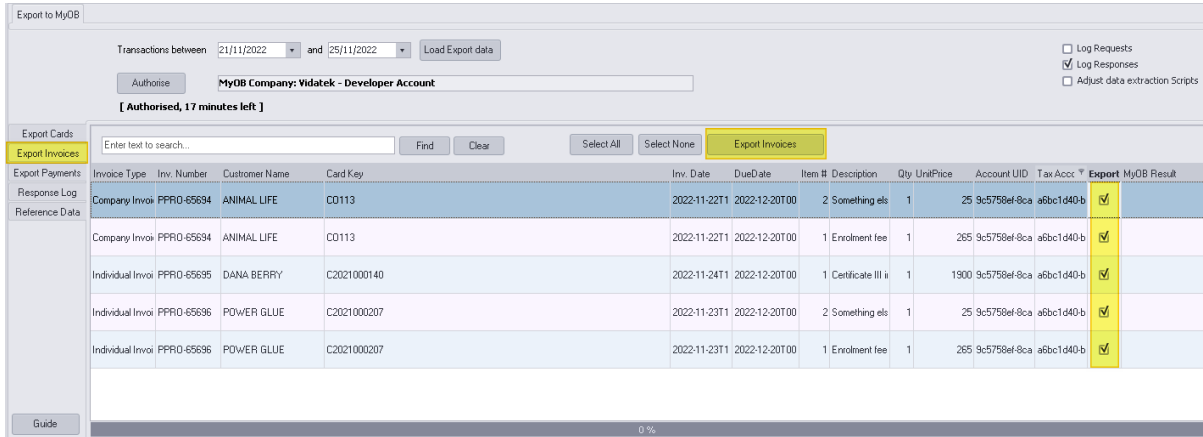 Export to MyOB
Transactions between 21/11/2022 and 25/11/2022 Load Export data
Log Requests
Log Responses
Adjust data extraction Scripts
Authorise MyOB Company: Vidatek - Developer Account
[ Authorised, 17 minutes left ]
Export Cards
Export Invoices
Export Payments
Response Log
Reference Data
Enter text to search... Find Clear Select All Select None Export Invoices
Invoice Type Inv. Number Customer Name Card Key Inv. Date DueDate Item # Description Qty UnitPrice Account UID Tax Accc Export MyOB Result
Company Invoi PPRO-65694 ANIMAL LIFE CO113 2022-11-22T1 2022-12-20T00 2 Something els 1 25 9c5758ef-8ca a6bc1d40-b
Company Invoi PPRO-65694 ANIMAL LIFE CO113 2022-11-22T1 2022-12-20T00 1 Enrolment fee 1 265 9c5758ef-8ca a6bc1d40-b
Individual Invoi PPRO-65695 DANA BERRY C2021000140 2022-11-24T1 2022-12-20T00 1 Certificate III i 1 1900 9c5758ef-8ca a6bc1d40-b
Individual Invoi PPRO-65696 POWER GLUE C2021000207 2022-11-23T1 2022-12-20T00 2 Something els 1 25 9c5758ef-8ca a6bc1d40-b
Individual Invoi PPRO-65696 POWER GLUE C2021000207 2022-11-23T1 2022-12-20T00 1 Enrolment fee 1 265 9c5758ef-8ca a6bc1d40-b
Guide
0 %